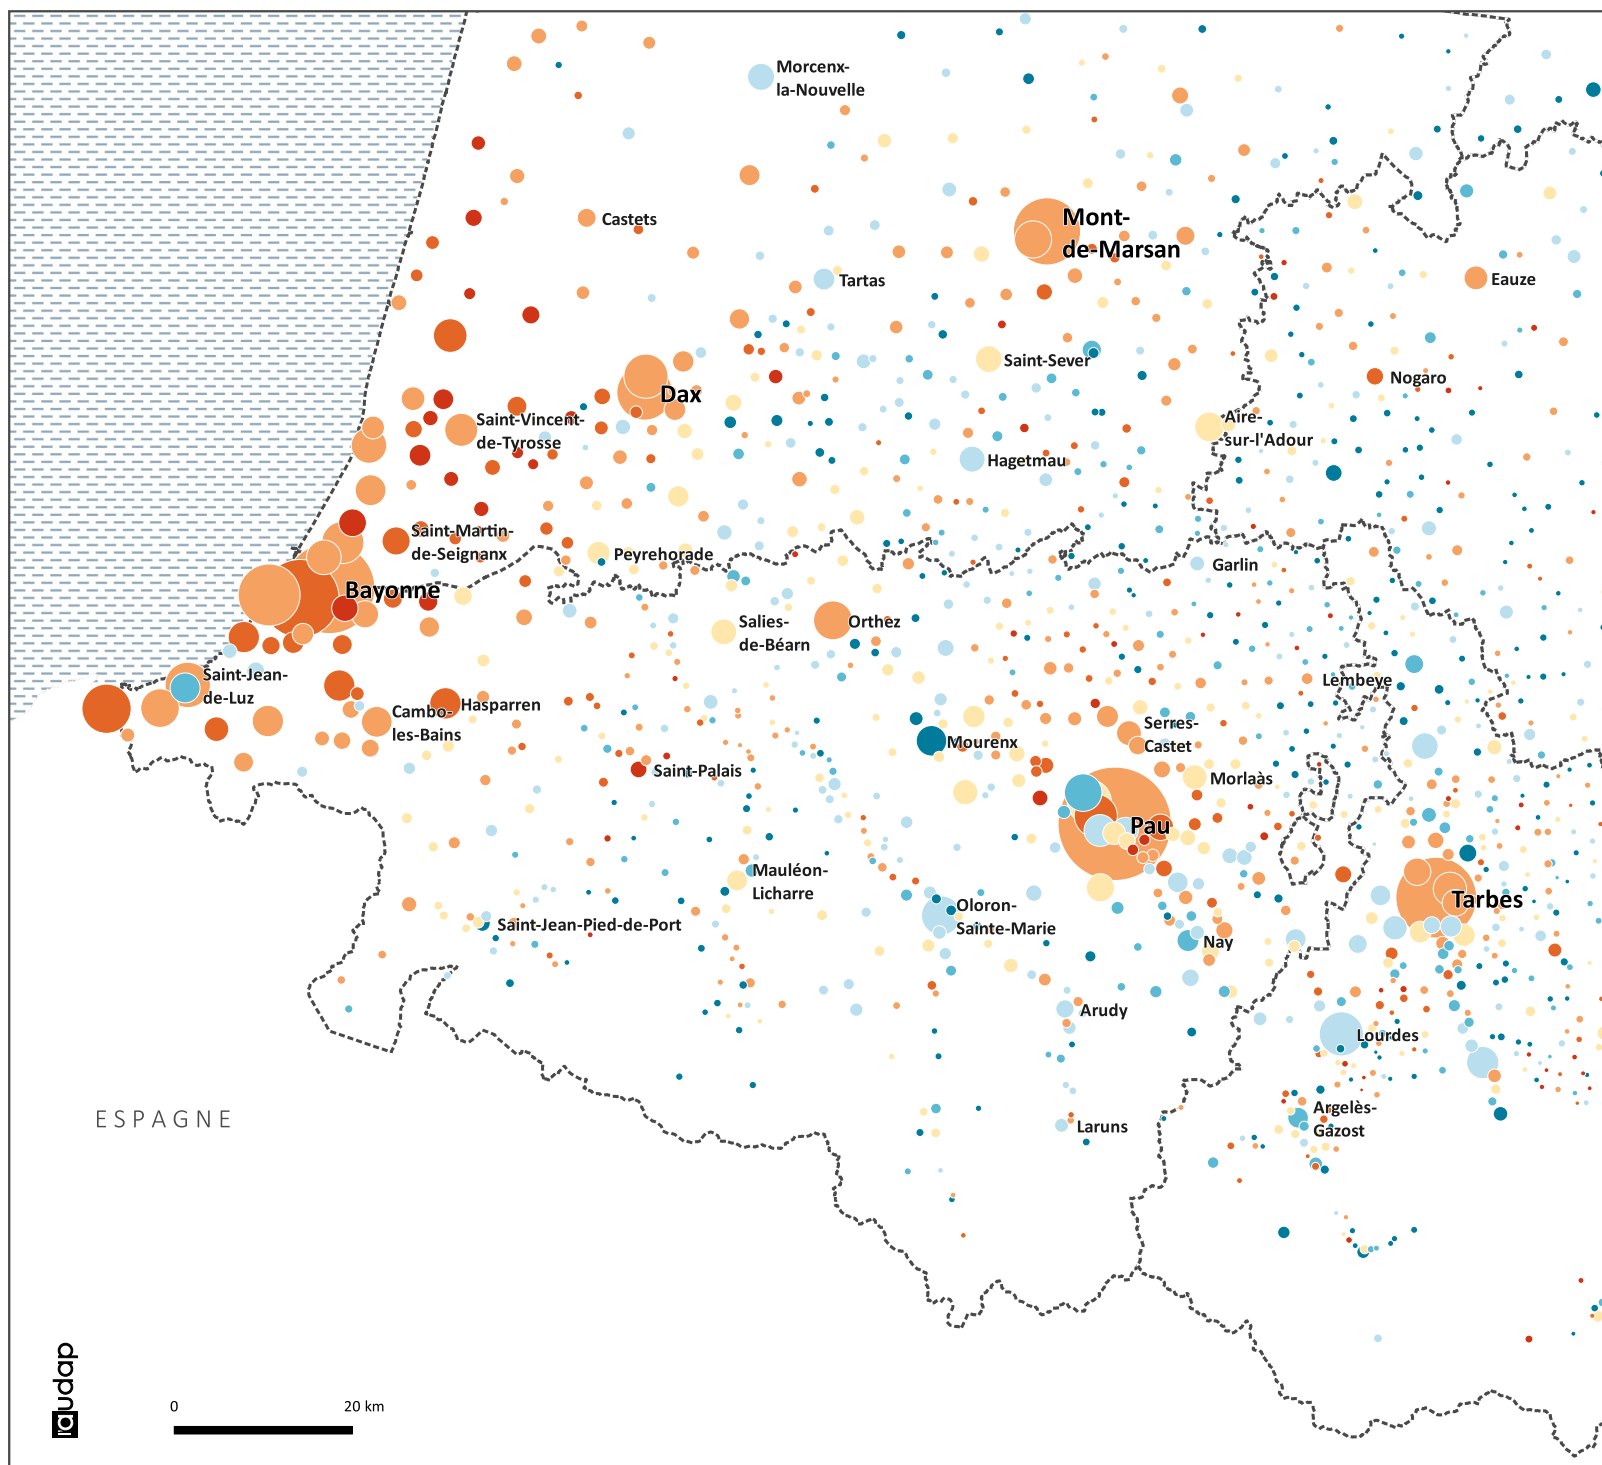 Morcenx-
la-Nouvelle
Castets
Mont-
de-Marsan
Tartas
Eauze
Saint-Sever
Nogaro
Dax
Saint-Vincent-
de-Tyrosse
Aire-
sur-l'Adour
Hagetmau
Saint-Martin-
de-Seignanx
Peyrehorade
Garlin
Bayonne
Salies-
de-Béarn
Orthez
Saint-Jean-
de-Luz
Lembeye
Hasparren
Cambo-
les-Bains
Serres-
Castet
Mourenx
Saint-Palais
Morlaàs
Pau
Mauléon-
Licharre
Tarbes
Oloron-
Sainte-Marie
Saint-Jean-Pied-de-Port
Nay
Arudy
Lourdes
ESPAGNE
Argelès-
Gazost
Laruns
l'audap
0 20 km